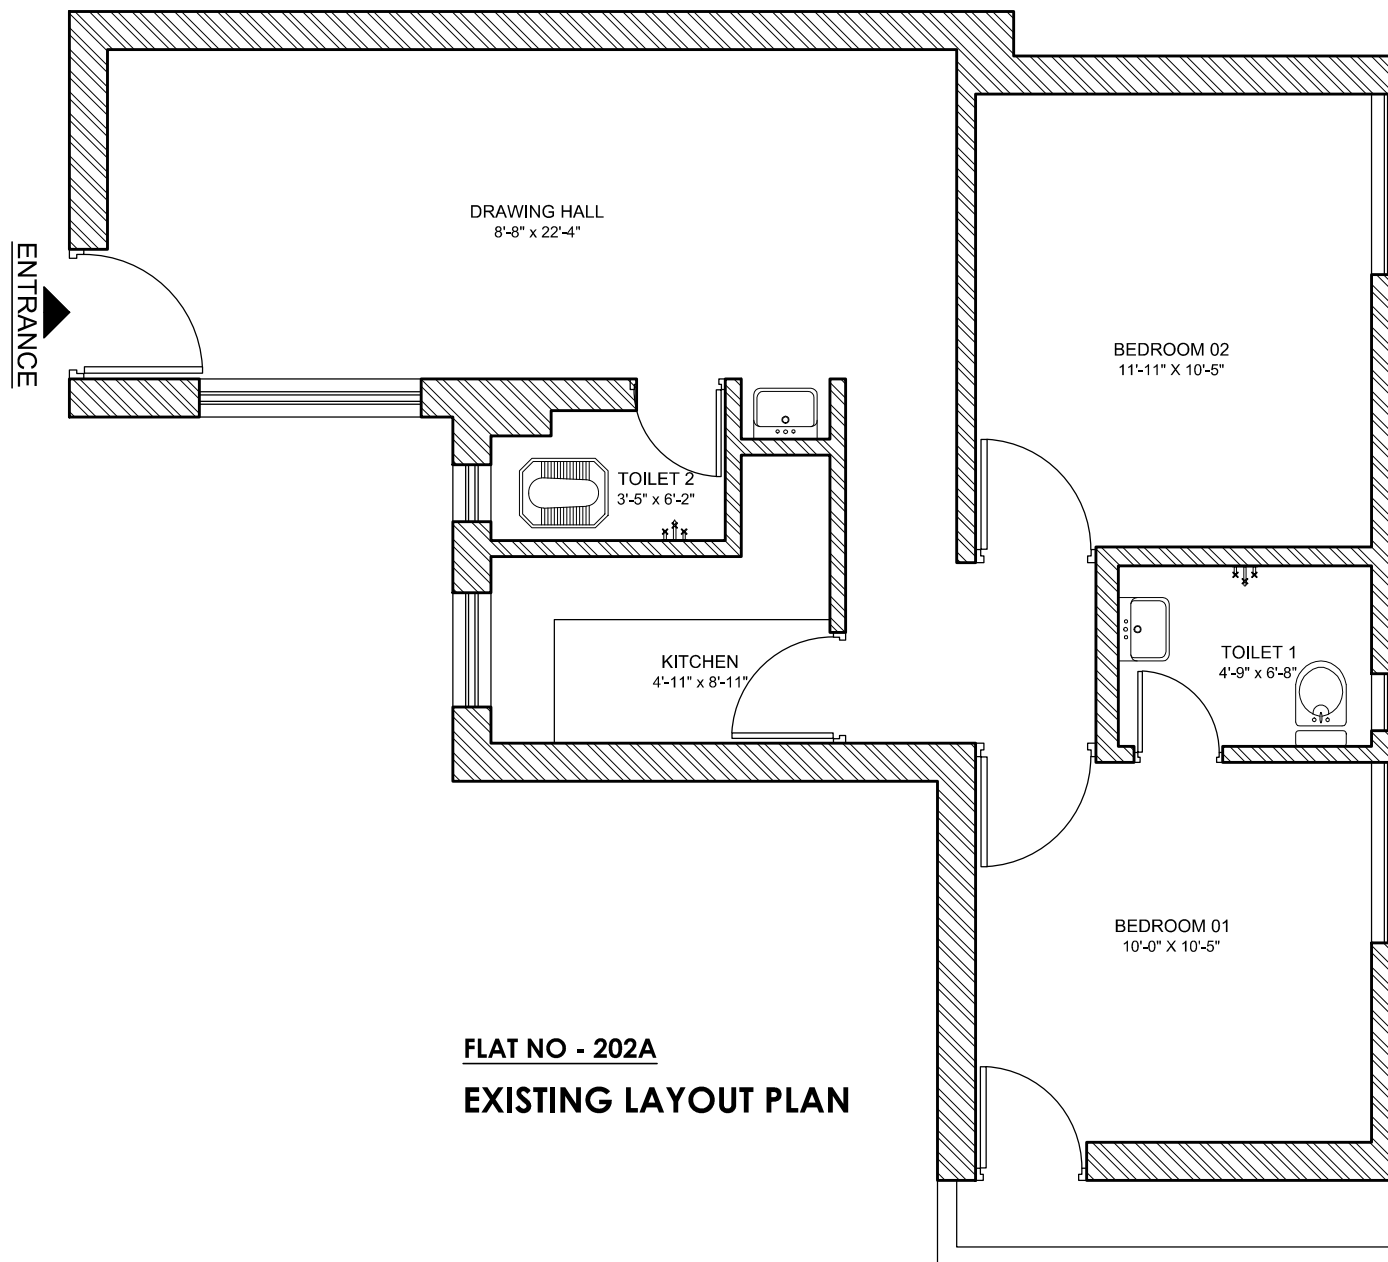 DRAWING HALL
8'-8" x 22'-4"
ENTRANCE
BEDROOM 02
11'-11" X 10'-5"
TOILET 2
3'-5" x 6'-2"
KITCHEN
4'-11" x 8'-11"
TOILET 1
4'-9" x 6'-8"
BEDROOM 01
10'-0" X 10'-5"
FLAT NO - 202A
EXISTING LAYOUT PLAN